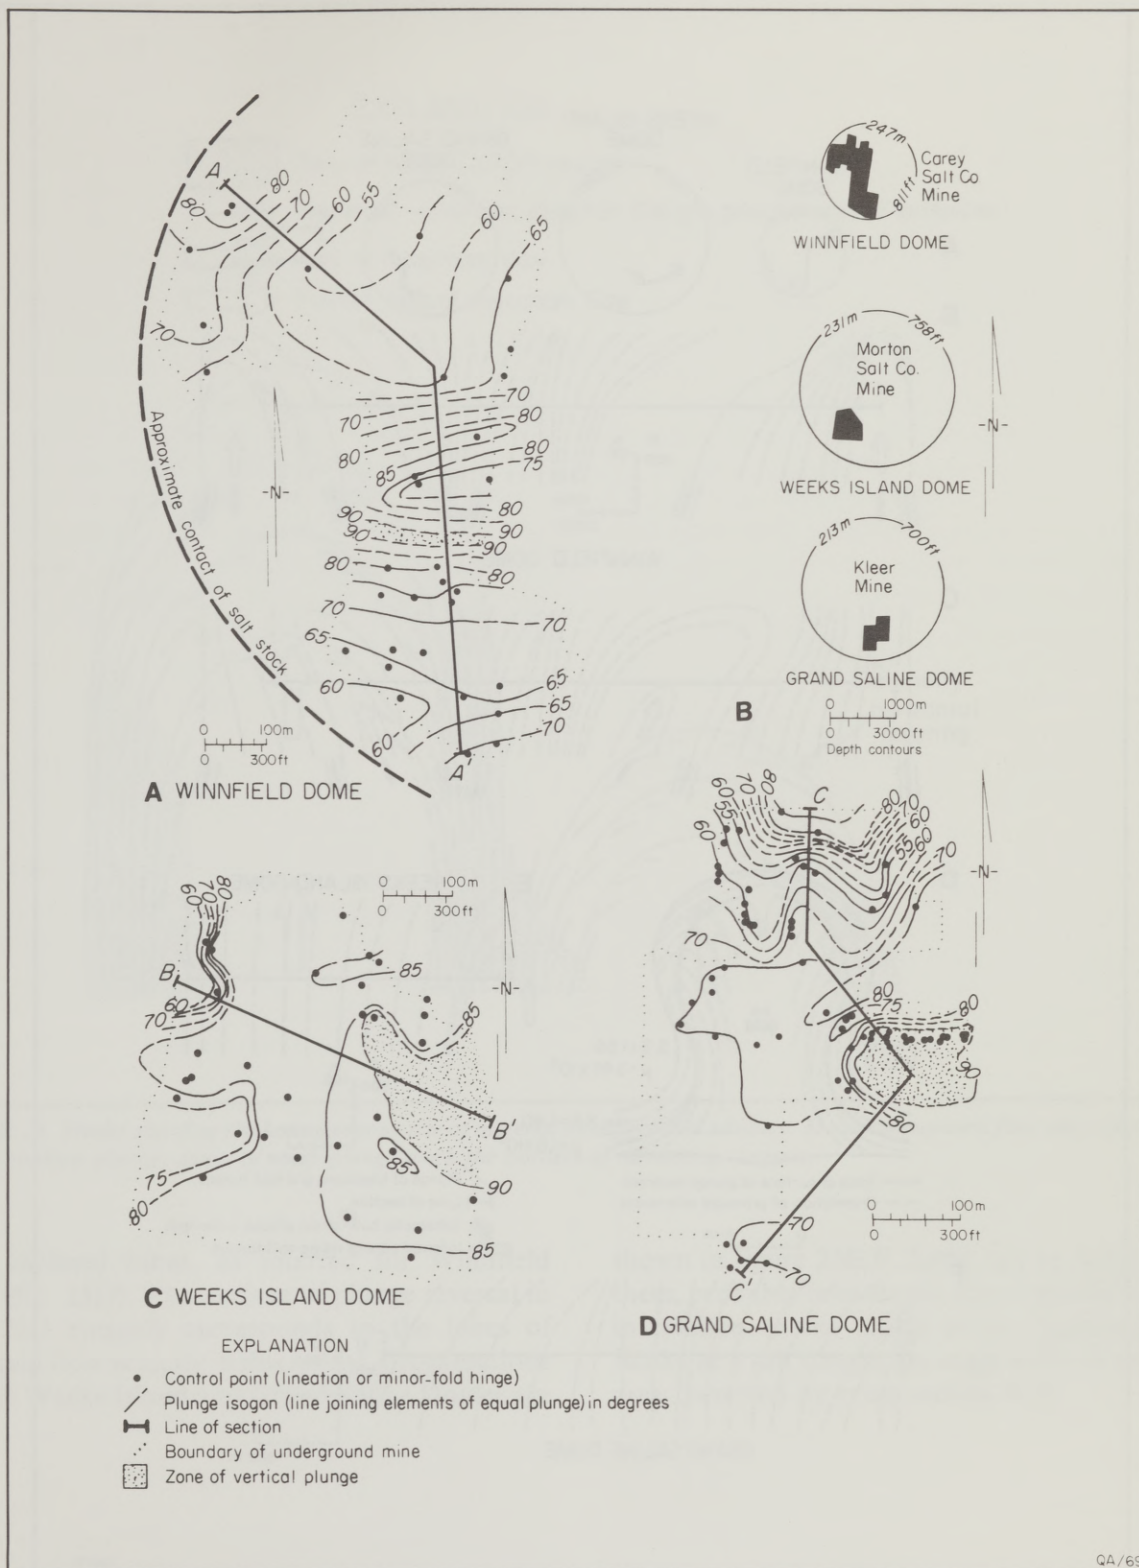 A
80
70
60
55
80
60
65
70
70
70
80
80
80
75
85
90
80
90
90
90
80
80
70
70
65
60
65
65
60
70
-N-
Approximate contact of salt stock
0 100m
0 300ft
A'
A WINNFIELD DOME
247m
811ft
Carey
Salt Co
Mine
WINNFIELD DOME
231m 758ft
Morton
Salt Co.
Mine
-N-
WEEKS ISLAND DOME
213m 700ft
Kleer
Mine
GRAND SALINE DOME
B
0 1000m
0 3000ft
Depth contours
60
70
80
0 100m
0 300ft
B
60
70
85
-N-
85
B'
85
90
75
80
85
C WEEKS ISLAND DOME
60
55
60
70
80
C
80
70
60
55
60
70
-N-
70
80
75
80
90
80
0 100m
0 300ft
70
70
C'
D GRAND SALINE DOME
EXPLANATION
Control point (lineation or minor-fold hinge)
Plunge isogon (line joining elements of equal plunge) in degrees
Line of section
Boundary of underground mine
Zone of vertical plunge